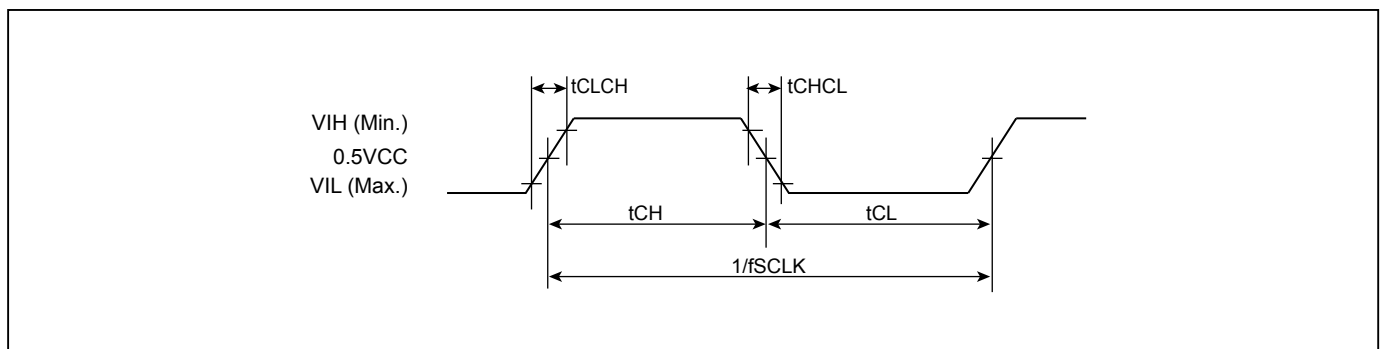 tCLCH
tCHCL
VIH (Min.)
0.5VCC
VIL (Max.)
tCH
tCL
1/fSCLK